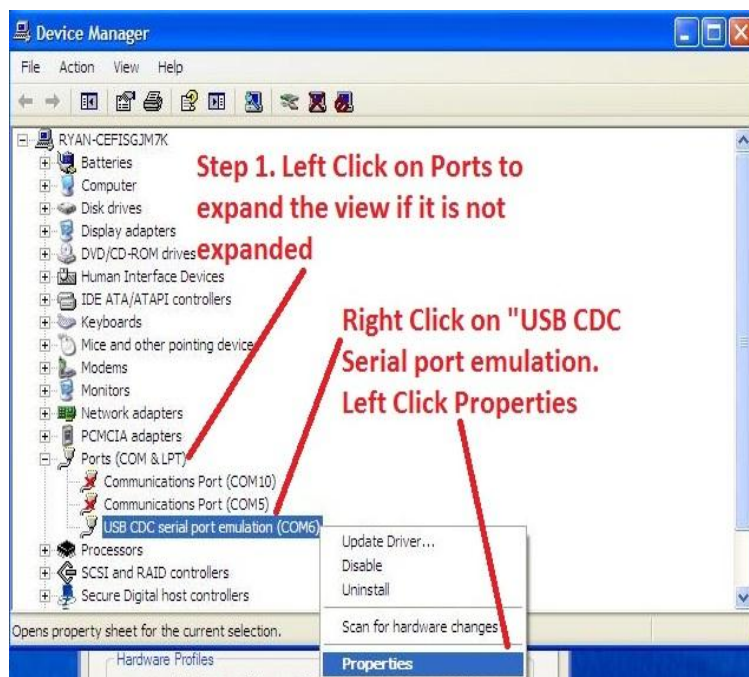 Device Manager
File Action View Help
RYAN-CEFISGJM7K
Batteries
Computer
Disk drives
Display adapters
DVD/CD-ROM drives
Human Interface Devices
IDE ATA/ATAPI controllers
Keyboards
Mice and other pointing device
Modems
Monitors
Network adapters
PCMCIA adapters
Ports (COM & LPT)
Communications Port (COM10)
Communications Port (COM5)
USB CDC serial port emulation (COM6)
Processors
SCSI and RAID controllers
Secure Digital host controllers
Step 1. Left Click on Ports to
expand the view if it is not
expanded
Right Click on "USB CDC
Serial port emulation.
Left Click Properties
Update Driver...
Disable
Uninstall
Scan for hardware changes
Properties
Opens property sheet for the current selection.
Hardware Profiles